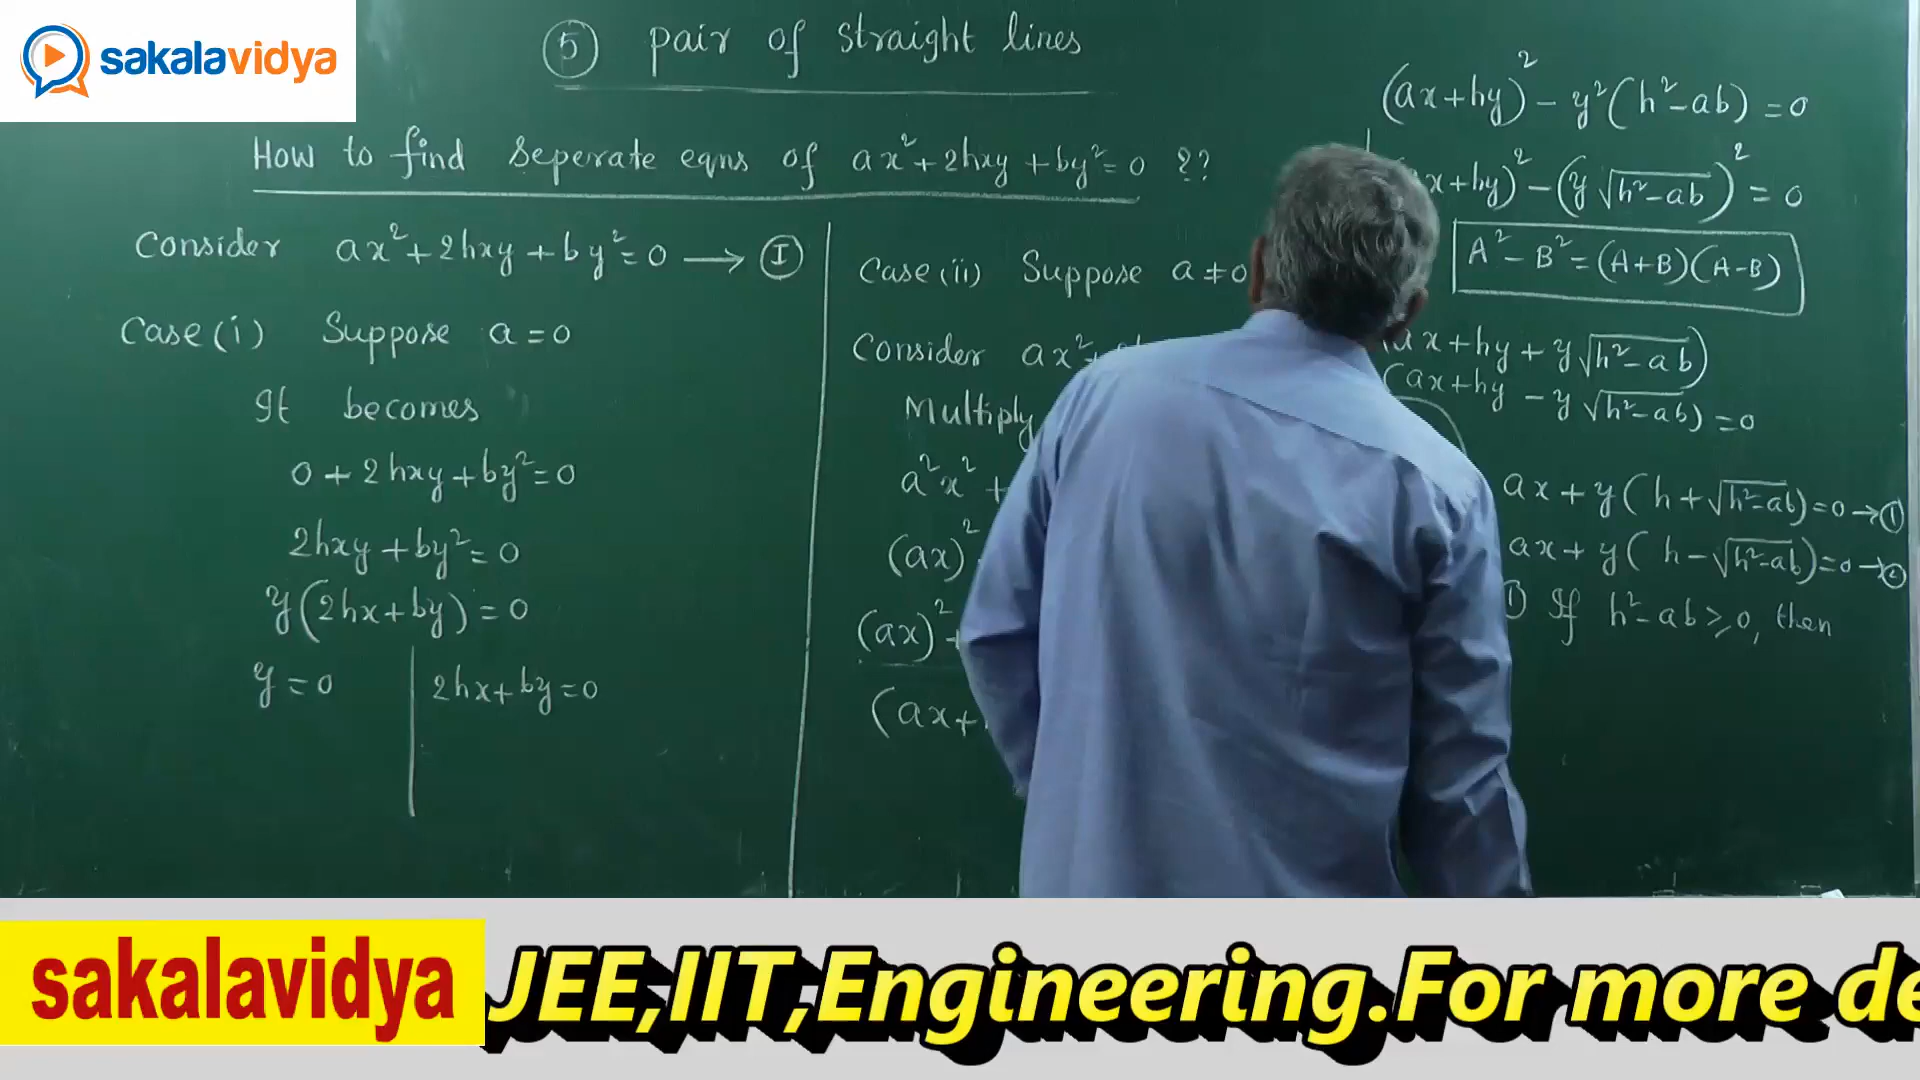 sakalavidya
5 pair of straight lines
How to find seperate eqns of ax²+2hxy+by²=0 ??
Consider ax²+2hxy+by²=0 → I
Case(i) Suppose a=0
It becomes
0+2hxy+by²=0
2hxy+by²=0
y(2hx+by)=0
y=0 | 2hx+by=0
Case(ii) Suppose a≠0
Consider ax²+
Multiply
a²x²+
(ax)²
(ax)²+
(ax+
(ax+hy)²-y²(h²-ab)=0
x+hy)²-(y√(h²-ab))²=0
A²-B²=(A+B)(A-B)
(ax+hy+y√(h²-ab))
(ax+hy-y√(h²-ab))=0
ax+y(h+√(h²-ab))=0→1
ax+y(h-√(h²-ab))=0→2
1) If h²-ab≥0, then
sakalavidya JEE,IIT,Engineering.For more de